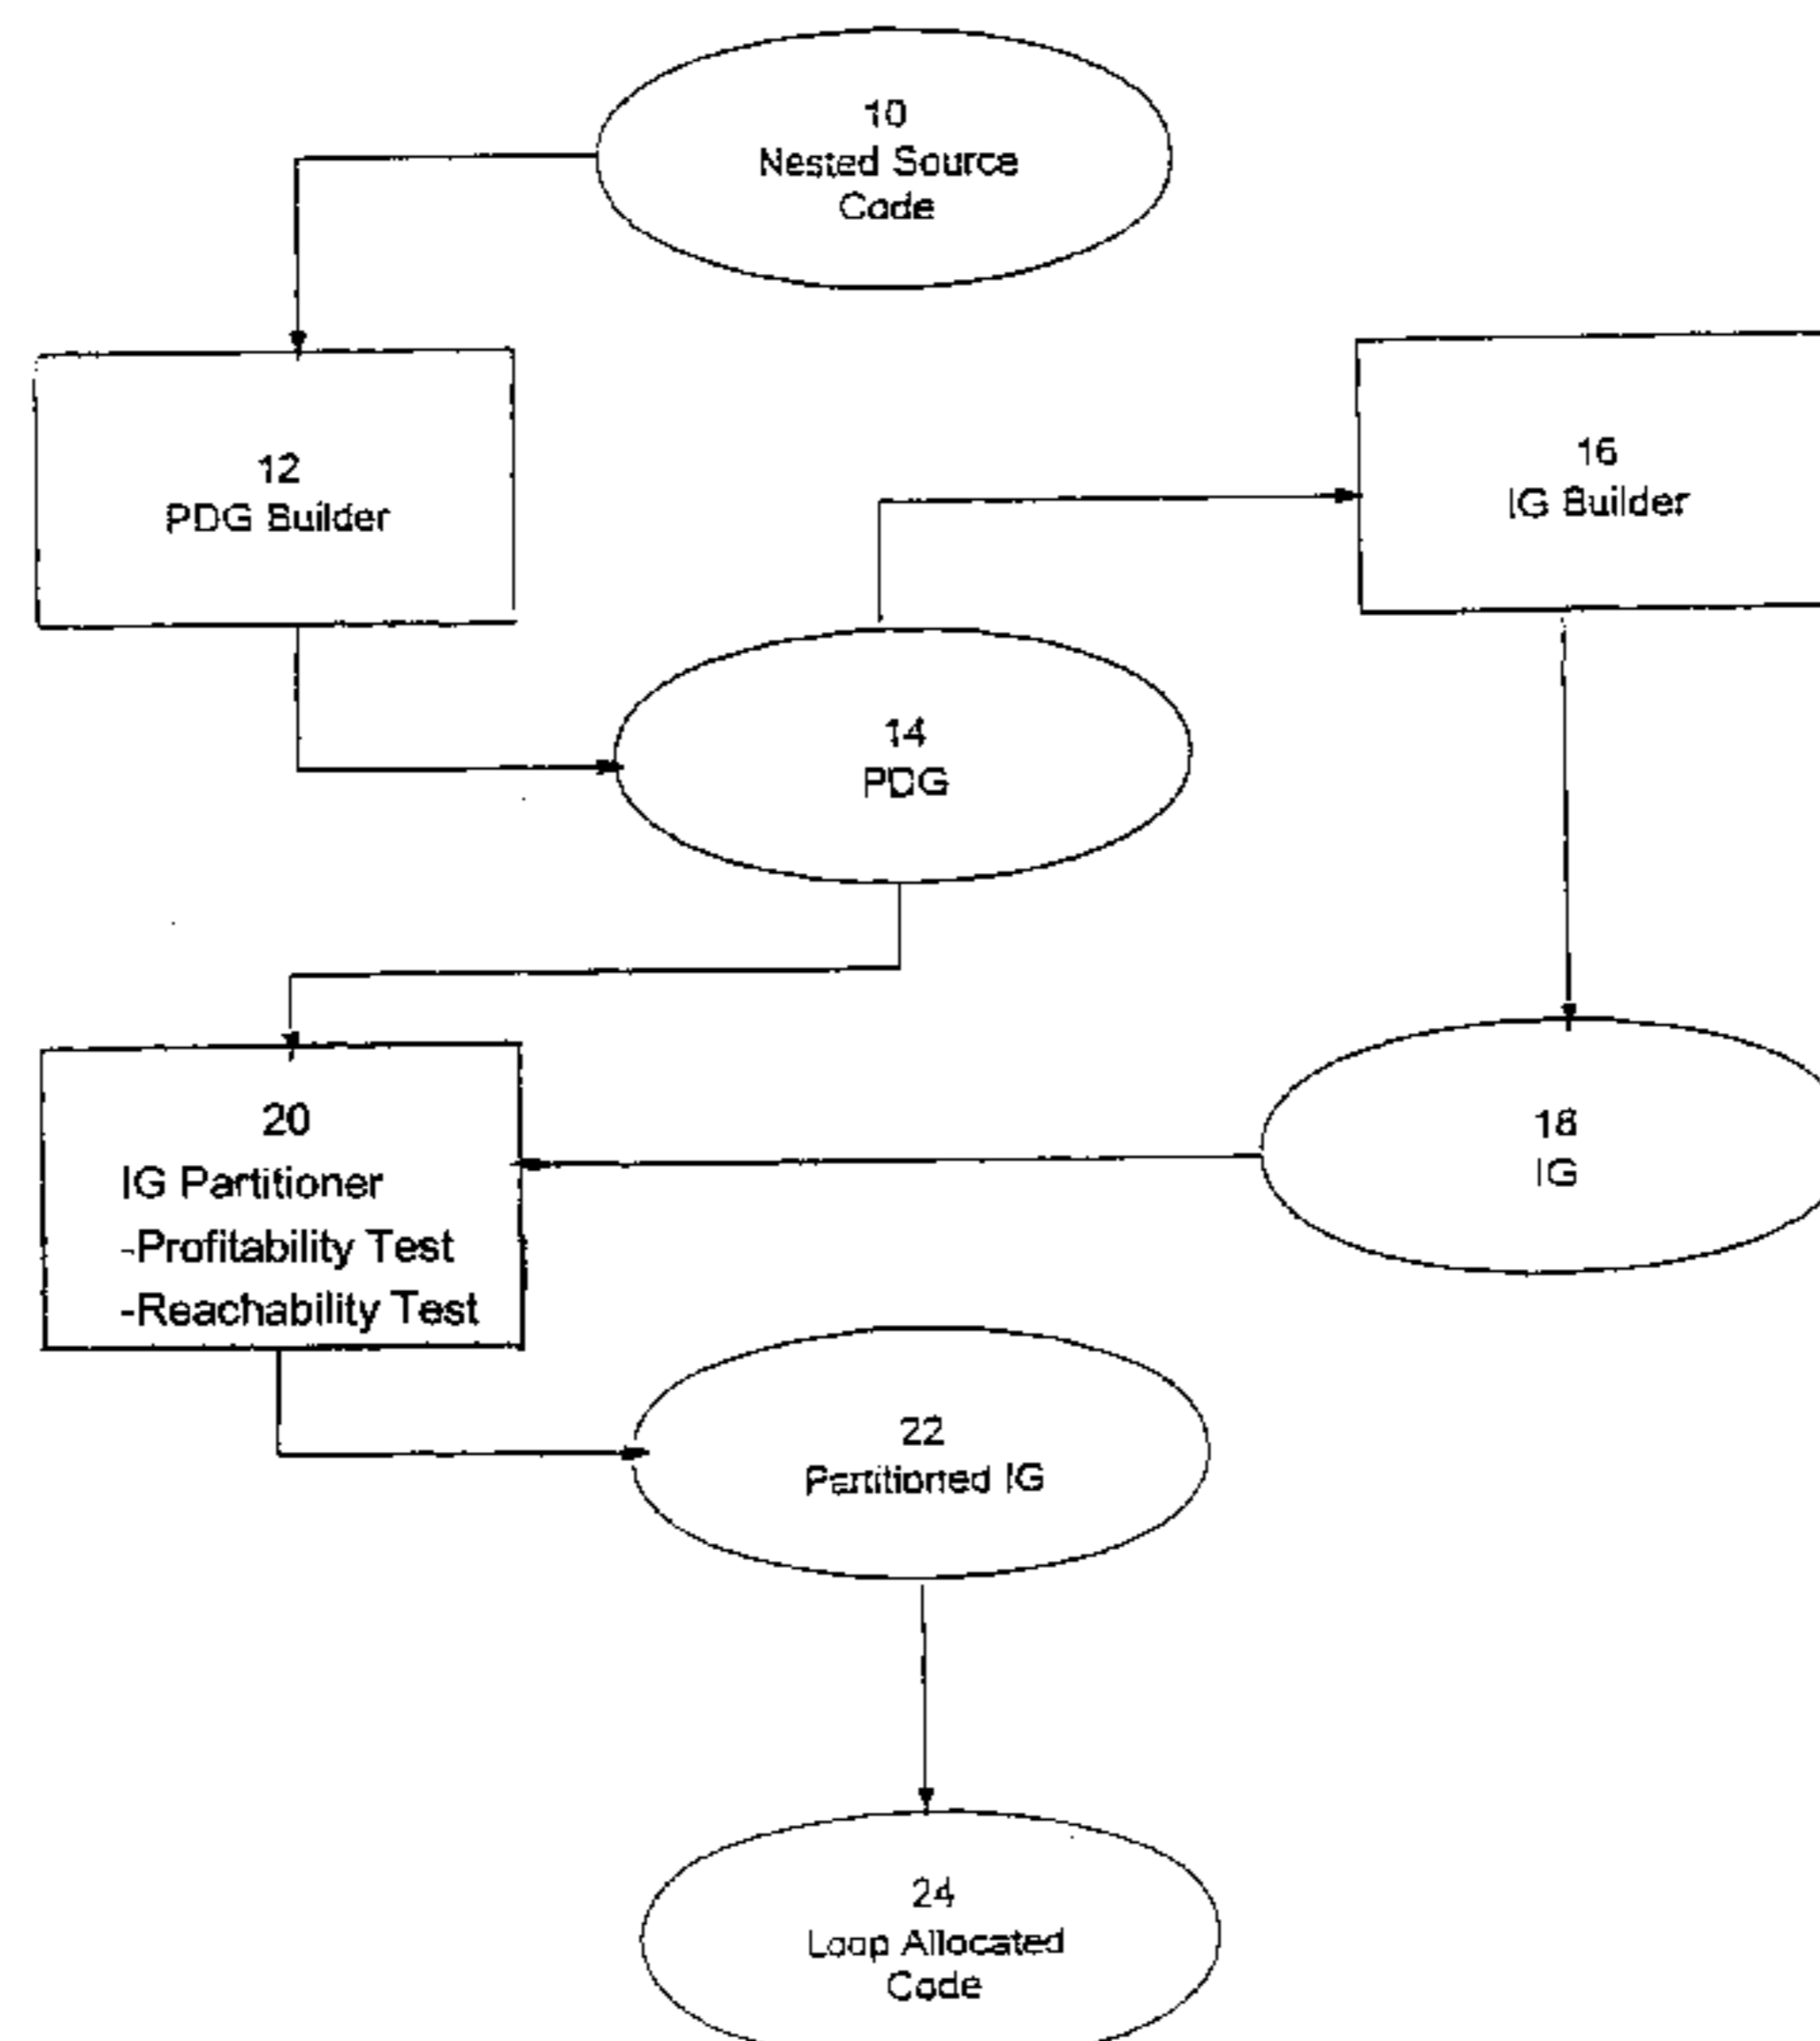 10
Nested Source
Code
12
PDG Builder
16
IG Builder
14
PDG
20
IG Partitioner
-Profitability Test
-Reachability Test
18
IG
22
Partitioned IG
24
Loop Allocated
Code